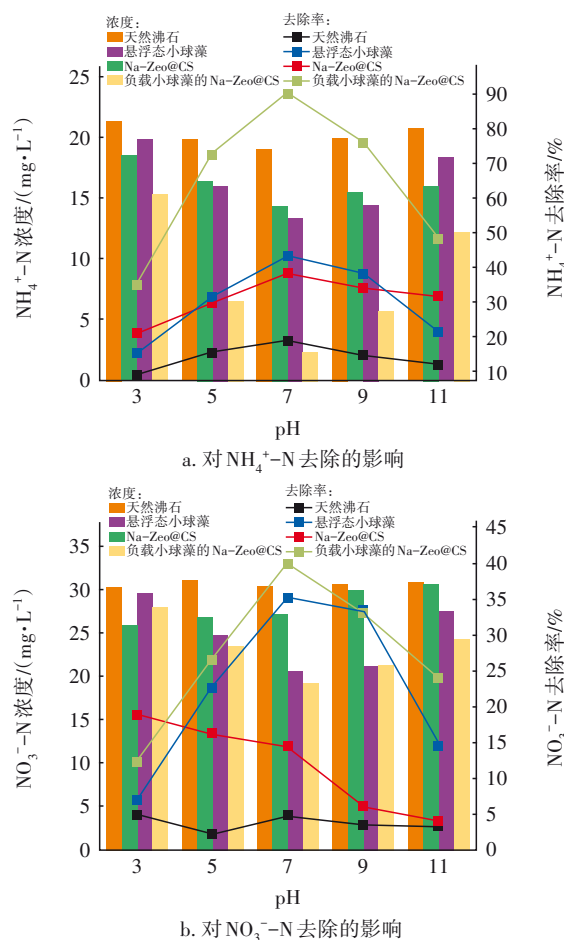 浓度： 去除率：
天然沸石 天然沸石
悬浮态小球藻 悬浮态小球藻
Na-Zeo@CS Na-Zeo@CS
负载小球藻的Na-Zeo@CS 负载小球藻的Na-Zeo@CS
NH₄⁺-N浓度/(mg•L⁻¹)
25
20
15
10
5
0
90
80
70
60
50
40
30
20
10
NH₄⁺-N去除率/%
3 5 7 9 11
pH
a. 对NH₄⁺-N去除的影响
浓度： 去除率：
天然沸石 天然沸石
悬浮态小球藻 悬浮态小球藻
Na-Zeo@CS Na-Zeo@CS
负载小球藻的Na-Zeo@CS 负载小球藻的Na-Zeo@CS
NO₃⁻-N浓度/(mg•L⁻¹)
35
30
25
20
15
10
5
0
45
40
35
30
25
20
15
10
5
0
NO₃⁻-N去除率/%
3 5 7 9 11
pH
b. 对NO₃⁻-N去除的影响